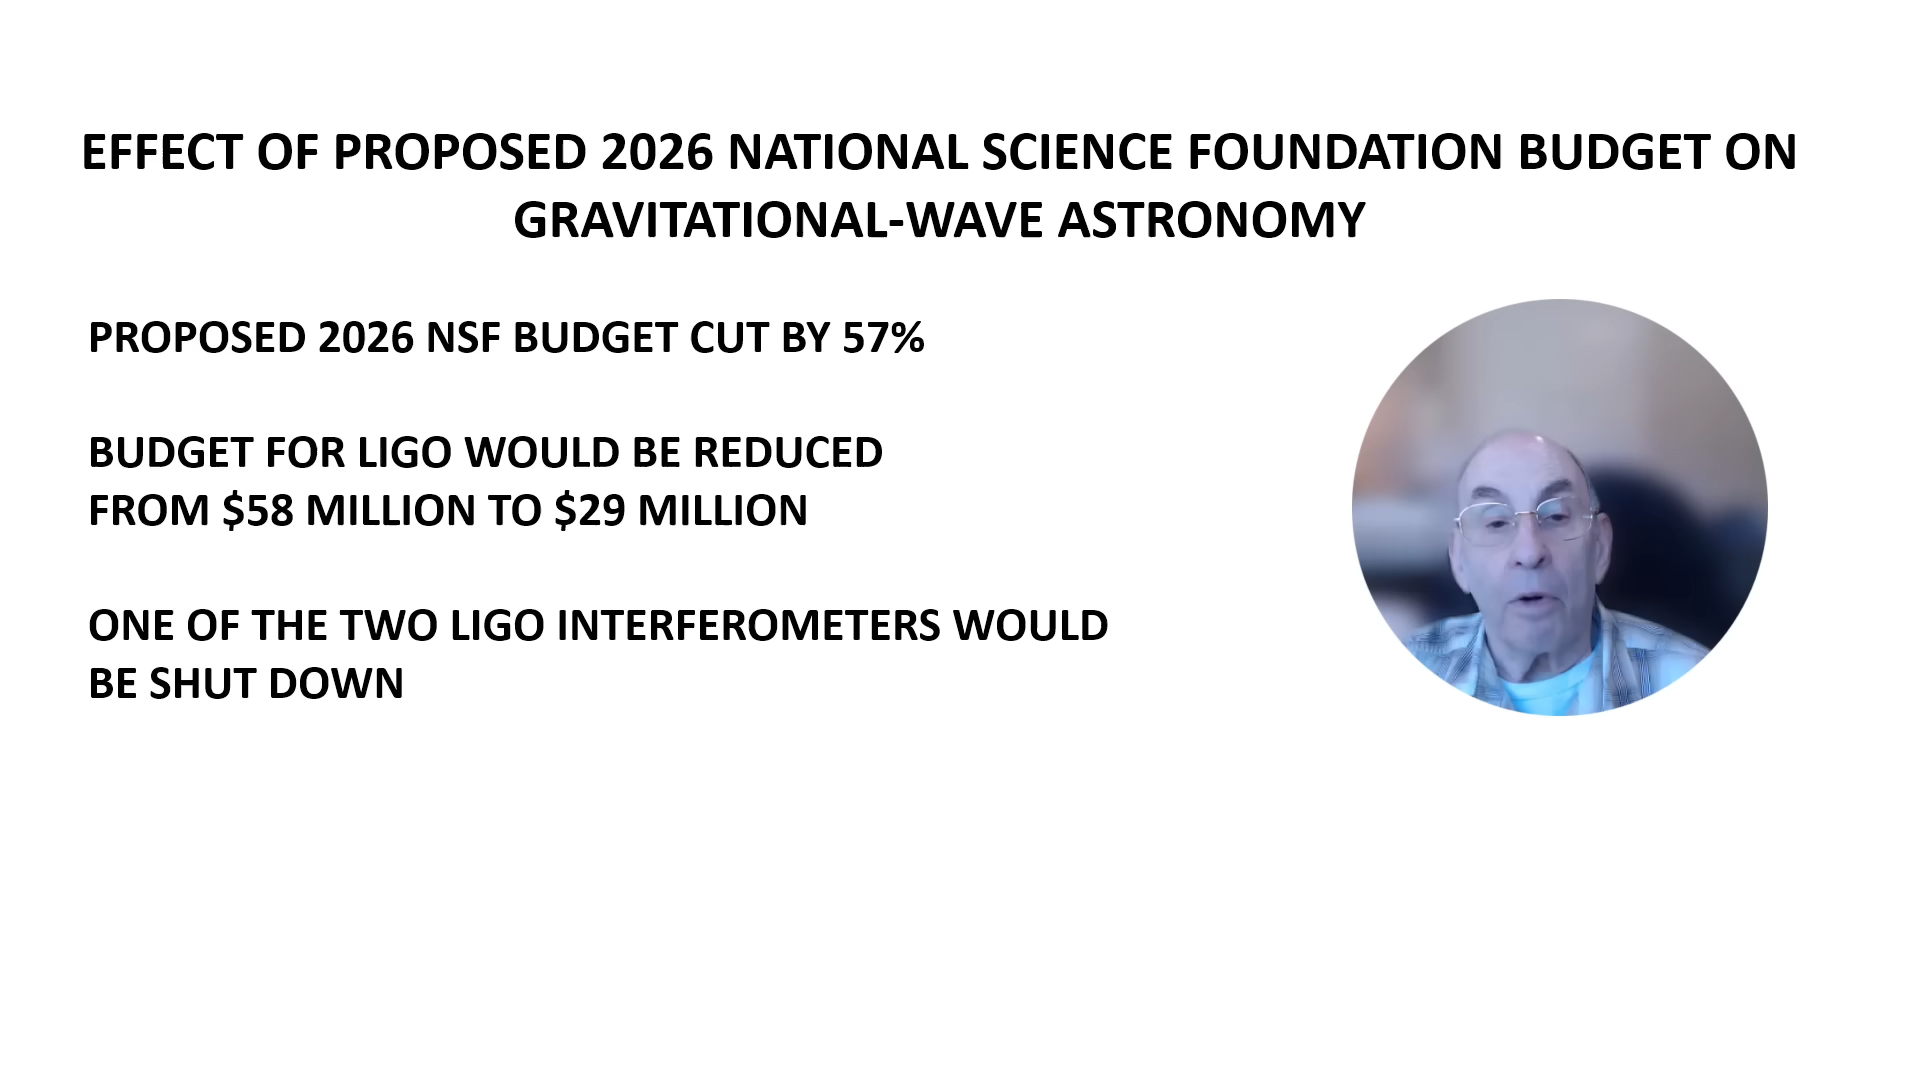 EFFECT OF PROPOSED 2026 NATIONAL SCIENCE FOUNDATION BUDGET ON
GRAVITATIONAL-WAVE ASTRONOMY
PROPOSED 2026 NSF BUDGET CUT BY 57%
BUDGET FOR LIGO WOULD BE REDUCED
FROM $58 MILLION TO $29 MILLION
ONE OF THE TWO LIGO INTERFEROMETERS WOULD
BE SHUT DOWN